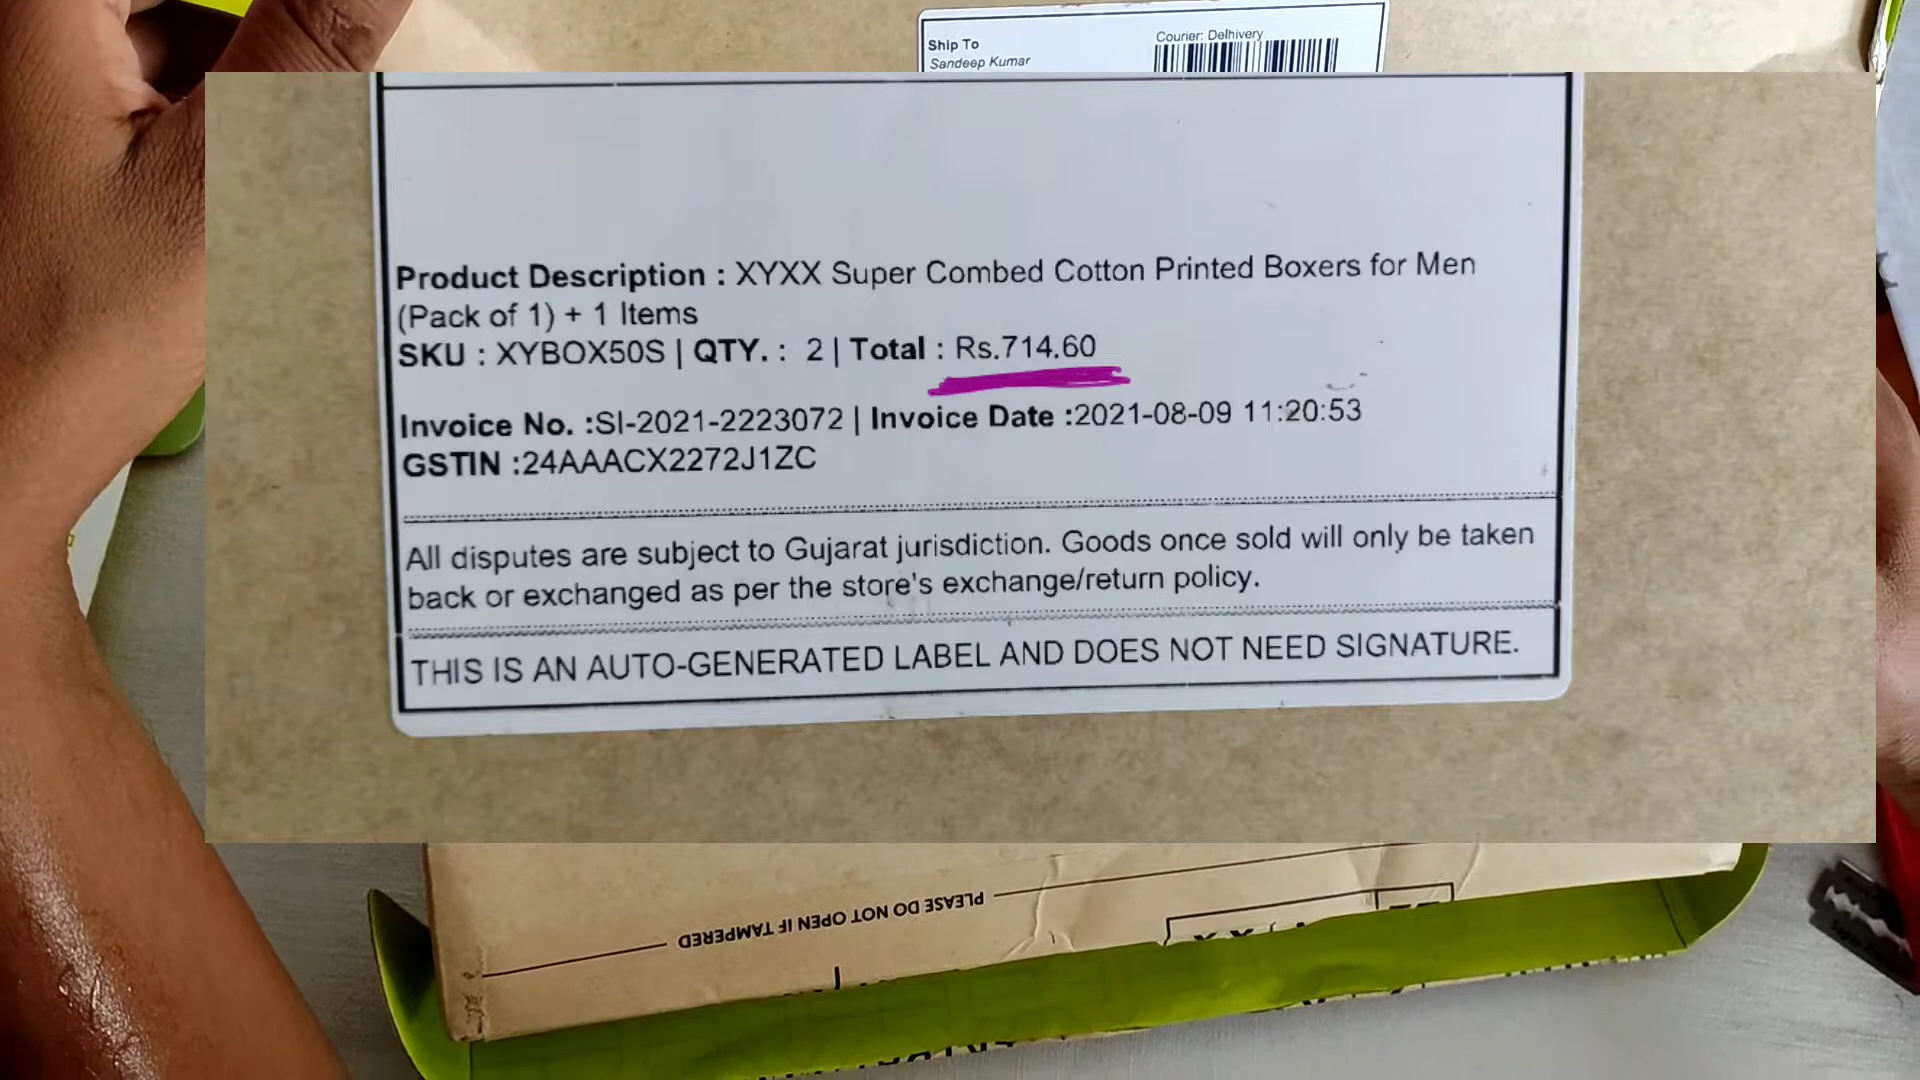 Ship To
Sandeep Kumar
Courier: Delhivery
Product Description : XYXX Super Combed Cotton Printed Boxers for Men
(Pack of 1) + 1 Items
SKU : XYBOX50S | QTY. : 2 | Total : Rs.714.60
Invoice No. :SI-2021-2223072 | Invoice Date :2021-08-09 11:20:53
GSTIN :24AAACX2272J1ZC
All disputes are subject to Gujarat jurisdiction. Goods once sold will only be taken
back or exchanged as per the store's exchange/return policy.
THIS IS AN AUTO-GENERATED LABEL AND DOES NOT NEED SIGNATURE.
PLEASE DO NOT OPEN IF TAMPERED